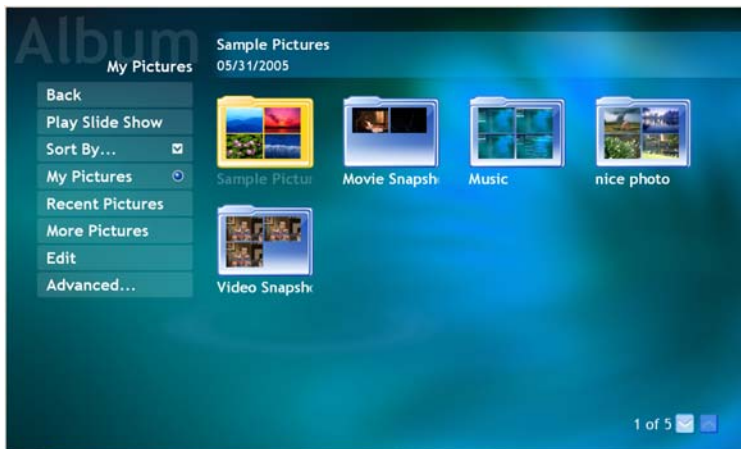 Album
My Pictures
Sample Pictures
05/31/2005
Back
Play Slide Show
Sort By...
My Pictures
Recent Pictures
More Pictures
Edit
Advanced...
Sample Pictur
Movie Snapsh
Music
nice photo
Video Snapsh
1 of 5